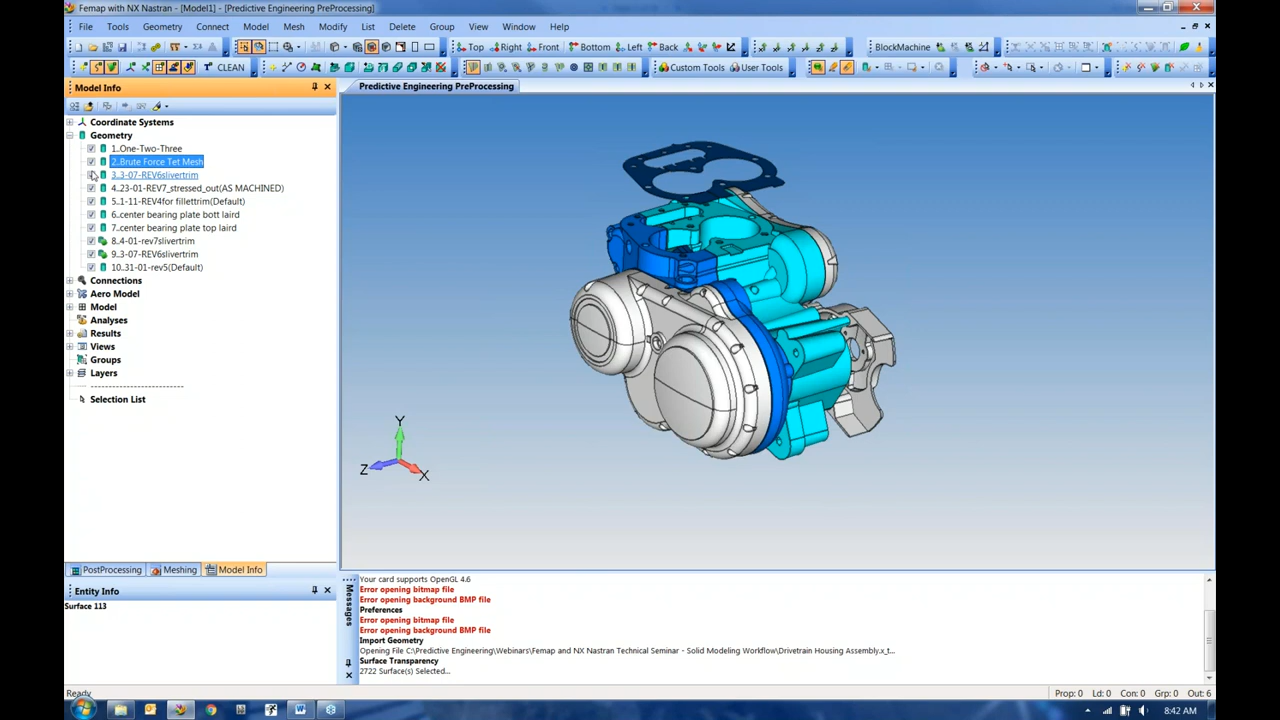 Femap with NX Nastran - [Model1] - [Predictive Engineering PreProcessing]
File Tools Geometry Connect Model Mesh Modify List Delete Group View Window Help
Top Right Front Bottom Left Back BlockMachine
CLEAN Custom Tools User Tools
Model Info
Predictive Engineering PreProcessing
Coordinate Systems
Geometry
1..One-Two-Three
2..Brute Force Tet Mesh
3..3-07-REV6slivertrim
4..23-01-REV7_stressed_out(AS MACHINED)
5..1-11-REV4for fillettrim(Default)
6..center bearing plate bott laird
7..center bearing plate top laird
8..4-01-rev7slivertrim
9..3-07-REV6slivertrim
10..31-01-rev5(Default)
Connections
Aero Model
Model
Analyses
Results
Views
Groups
Layers
Selection List
Y
Z
X
PostProcessing Meshing Model Info
Entity Info
Surface 113
Messages
Your card supports OpenGL 4.6
Error opening bitmap file
Error opening background BMP file
Preferences
Error opening bitmap file
Error opening background BMP file
Import Geometry
Opening File C:\Predictive Engineering\Webinars\Femap and NX Nastran Technical Seminar - Solid Modeling Workflow\Drivetrain Housing Assembly.x_t...
Surface Transparency
2722 Surface(s) Selected...
Ready
Prop: 0 Ld: 0 Con: 0 Grp: 0 Out: 6
8:42 AM